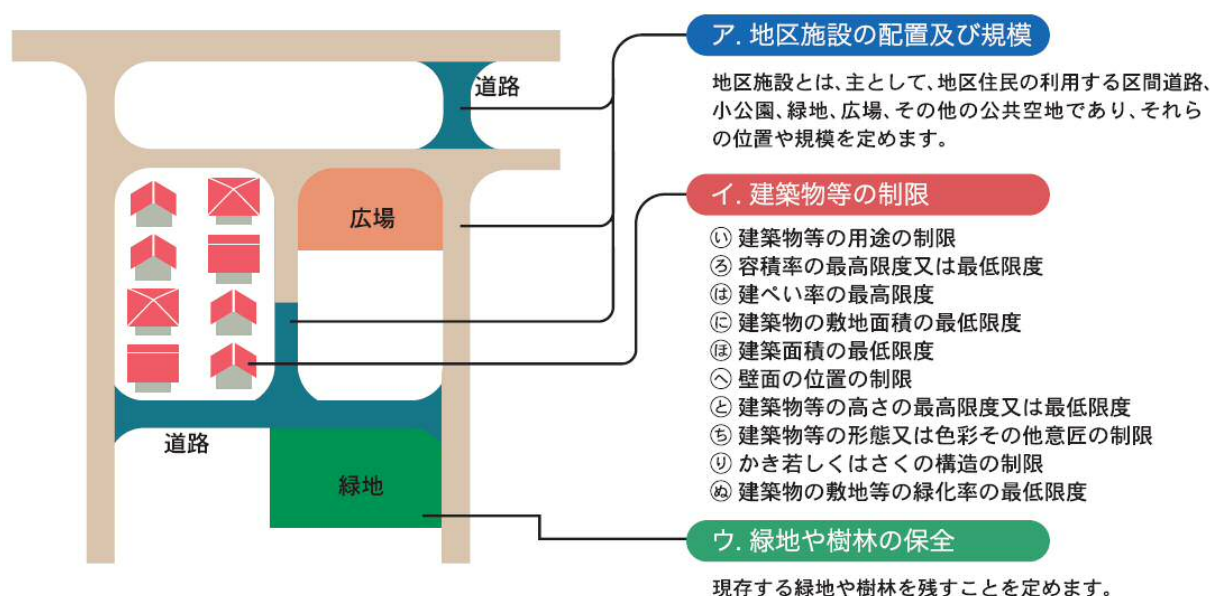 ア. 地区施設の配置及び規模
地区施設とは、主として、地区住民の利用する区間道路、
小公園、緑地、広場、その他の公共空地であり、それら
の位置や規模を定めます。
道路
広場
道路
緑地
イ. 建築物等の制限
い 建築物等の用途の制限
ろ 容積率の最高限度又は最低限度
は 建ぺい率の最高限度
に 建築物の敷地面積の最低限度
ほ 建築面積の最低限度
へ 壁面の位置の制限
と 建築物等の高さの最高限度又は最低限度
ち 建築物等の形態又は色彩その他意匠の制限
り かき若しくはさくの構造の制限
ぬ 建築物の敷地等の緑化率の最低限度
ウ. 緑地や樹林の保全
現存する緑地や樹林を残すことを定めます。